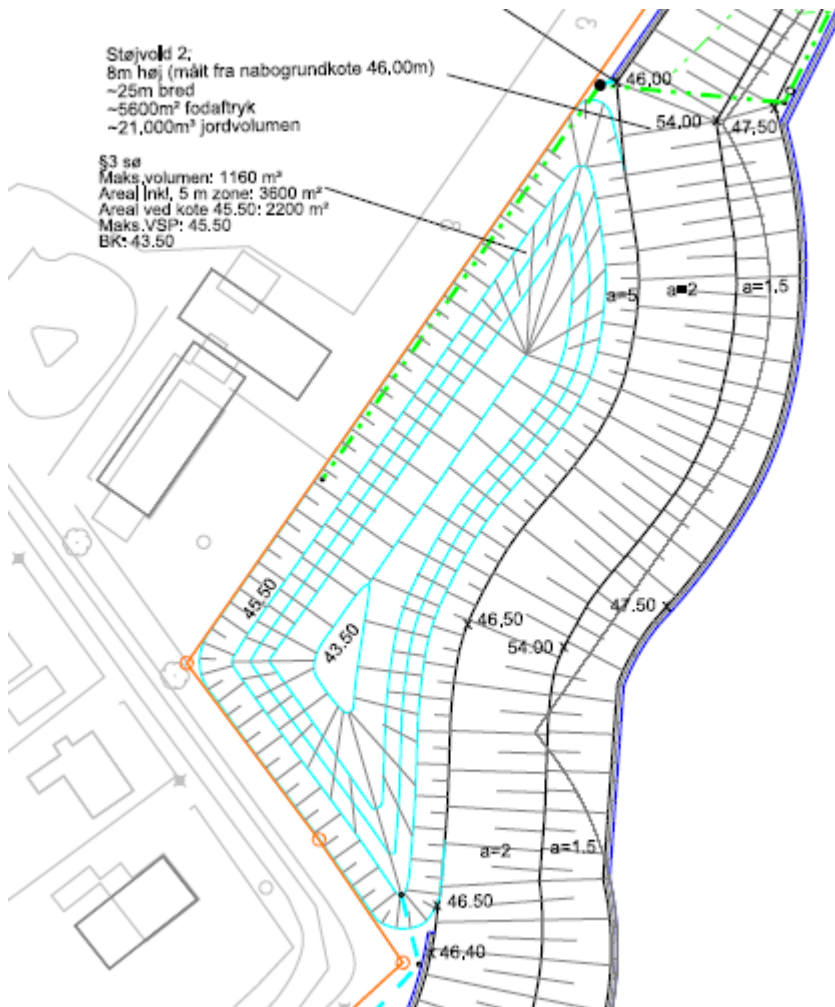 Støjvold 2;
8m høj (målt fra nabogrundkote 46.00m)
~25m bred
~5600m² fodaftryk
~21,000m³ jordvolumen
§3 sø
Maks.volumen: 1160 m²
Areal Inkl, 5 m zone: 3600 m²
Areal ved kote 45.50: 2200 m²
Maks.VSP: 45.50
BK: 43.50
3
46.00
54.00
47.50
8
a=5
a=2
a=1.5
45.50
43.50
46.50
47.50
54.00
a=2
a=1.5
46.50
46.40